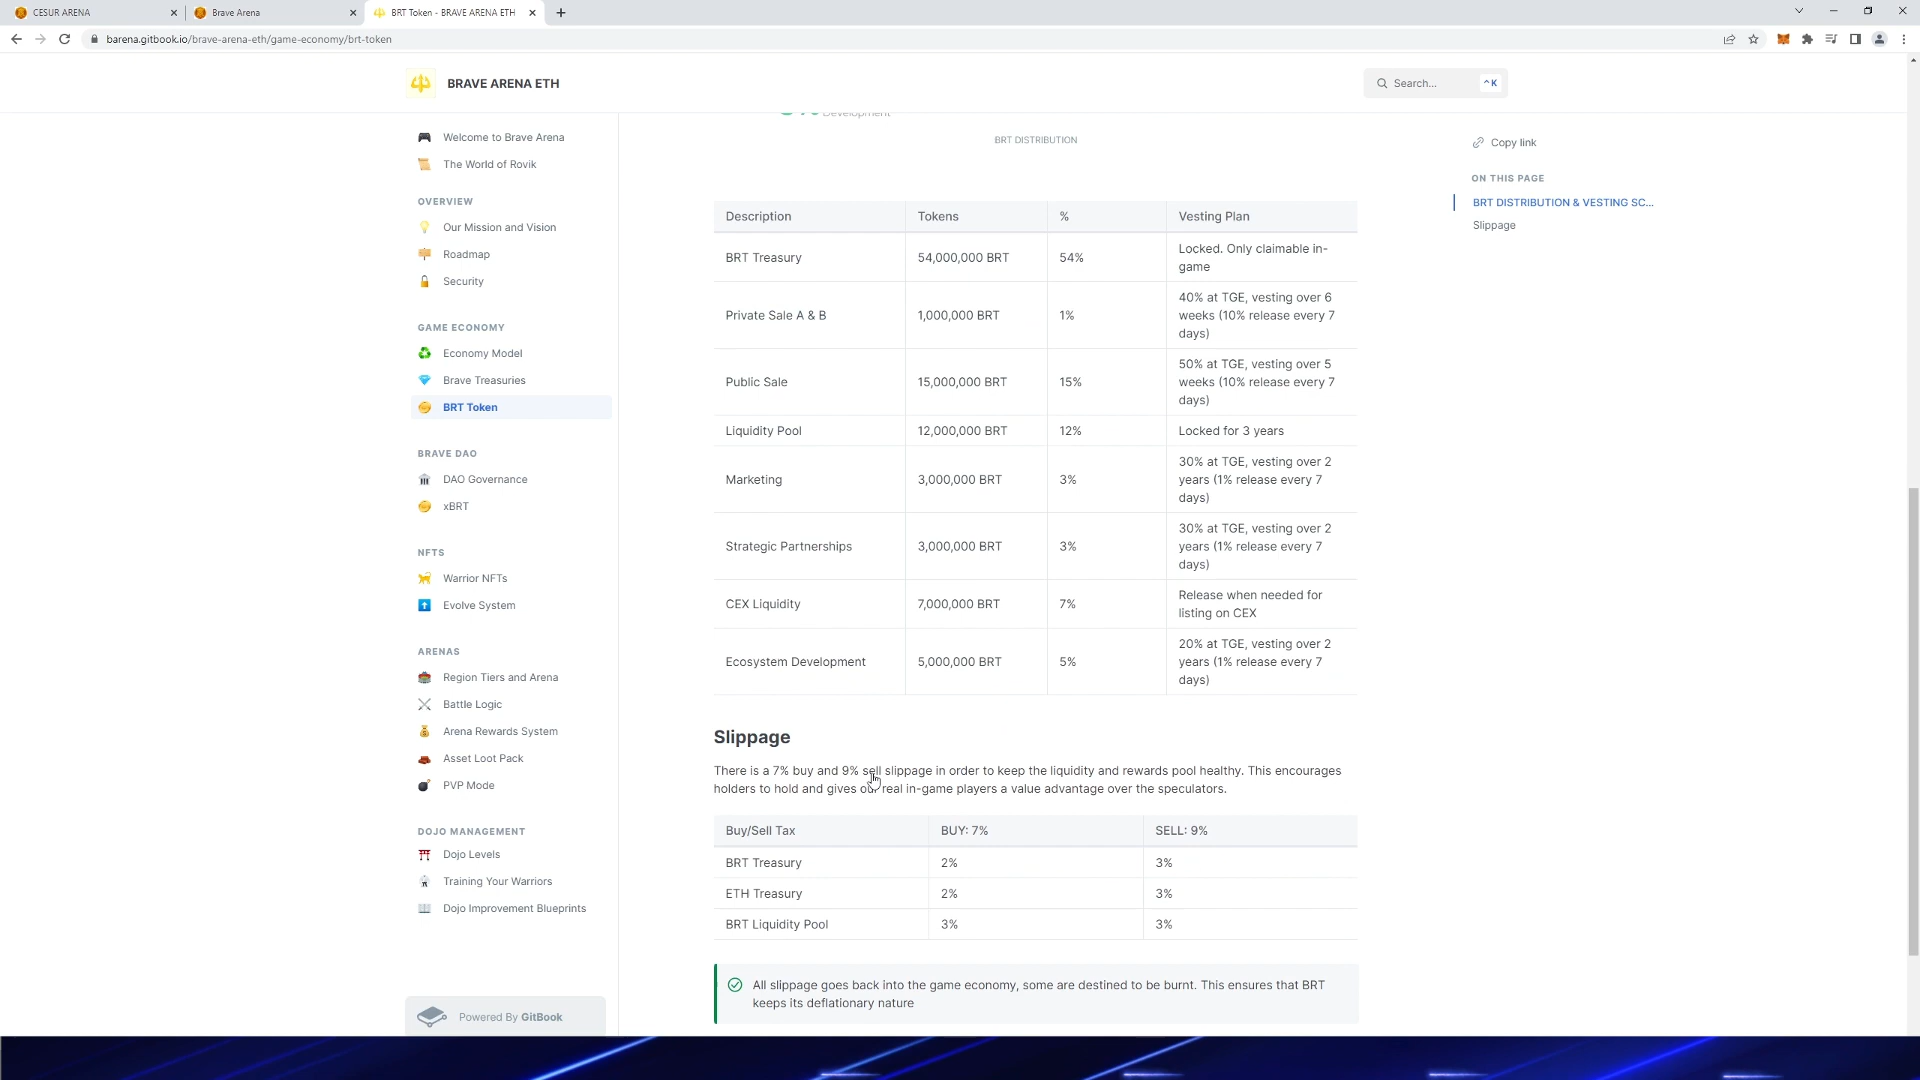 CESUR ARENA
Brave Arena
BRT Token - BRAVE ARENA ETH
barena.gitbook.io/brave-arena-eth/game-economy/brt-token
BRAVE ARENA ETH
Search... ^K
Welcome to Brave Arena
The World of Rovik
OVERVIEW
Our Mission and Vision
Roadmap
Security
GAME ECONOMY
Economy Model
Brave Treasuries
BRT Token
BRAVE DAO
DAO Governance
xBRT
NFTS
Warrior NFTs
Evolve System
ARENAS
Region Tiers and Arena
Battle Logic
Arena Rewards System
Asset Loot Pack
PVP Mode
DOJO MANAGEMENT
Dojo Levels
Training Your Warriors
Dojo Improvement Blueprints
Powered By GitBook
Development
BRT DISTRIBUTION
Description Tokens % Vesting Plan
BRT Treasury 54,000,000 BRT 54% Locked. Only claimable in-
game
Private Sale A & B 1,000,000 BRT 1% 40% at TGE, vesting over 6
weeks (10% release every 7
days)
Public Sale 15,000,000 BRT 15% 50% at TGE, vesting over 5
weeks (10% release every 7
days)
Liquidity Pool 12,000,000 BRT 12% Locked for 3 years
Marketing 3,000,000 BRT 3% 30% at TGE, vesting over 2
years (1% release every 7
days)
Strategic Partnerships 3,000,000 BRT 3% 30% at TGE, vesting over 2
years (1% release every 7
days)
CEX Liquidity 7,000,000 BRT 7% Release when needed for
listing on CEX
Ecosystem Development 5,000,000 BRT 5% 20% at TGE, vesting over 2
years (1% release every 7
days)
Slippage
There is a 7% buy and 9% sell slippage in order to keep the liquidity and rewards pool healthy. This encourages
holders to hold and gives our real in-game players a value advantage over the speculators.
Buy/Sell Tax BUY: 7% SELL: 9%
BRT Treasury 2% 3%
ETH Treasury 2% 3%
BRT Liquidity Pool 3% 3%
All slippage goes back into the game economy, some are destined to be burnt. This ensures that BRT
keeps its deflationary nature
Copy link
ON THIS PAGE
BRT DISTRIBUTION & VESTING SC...
Slippage